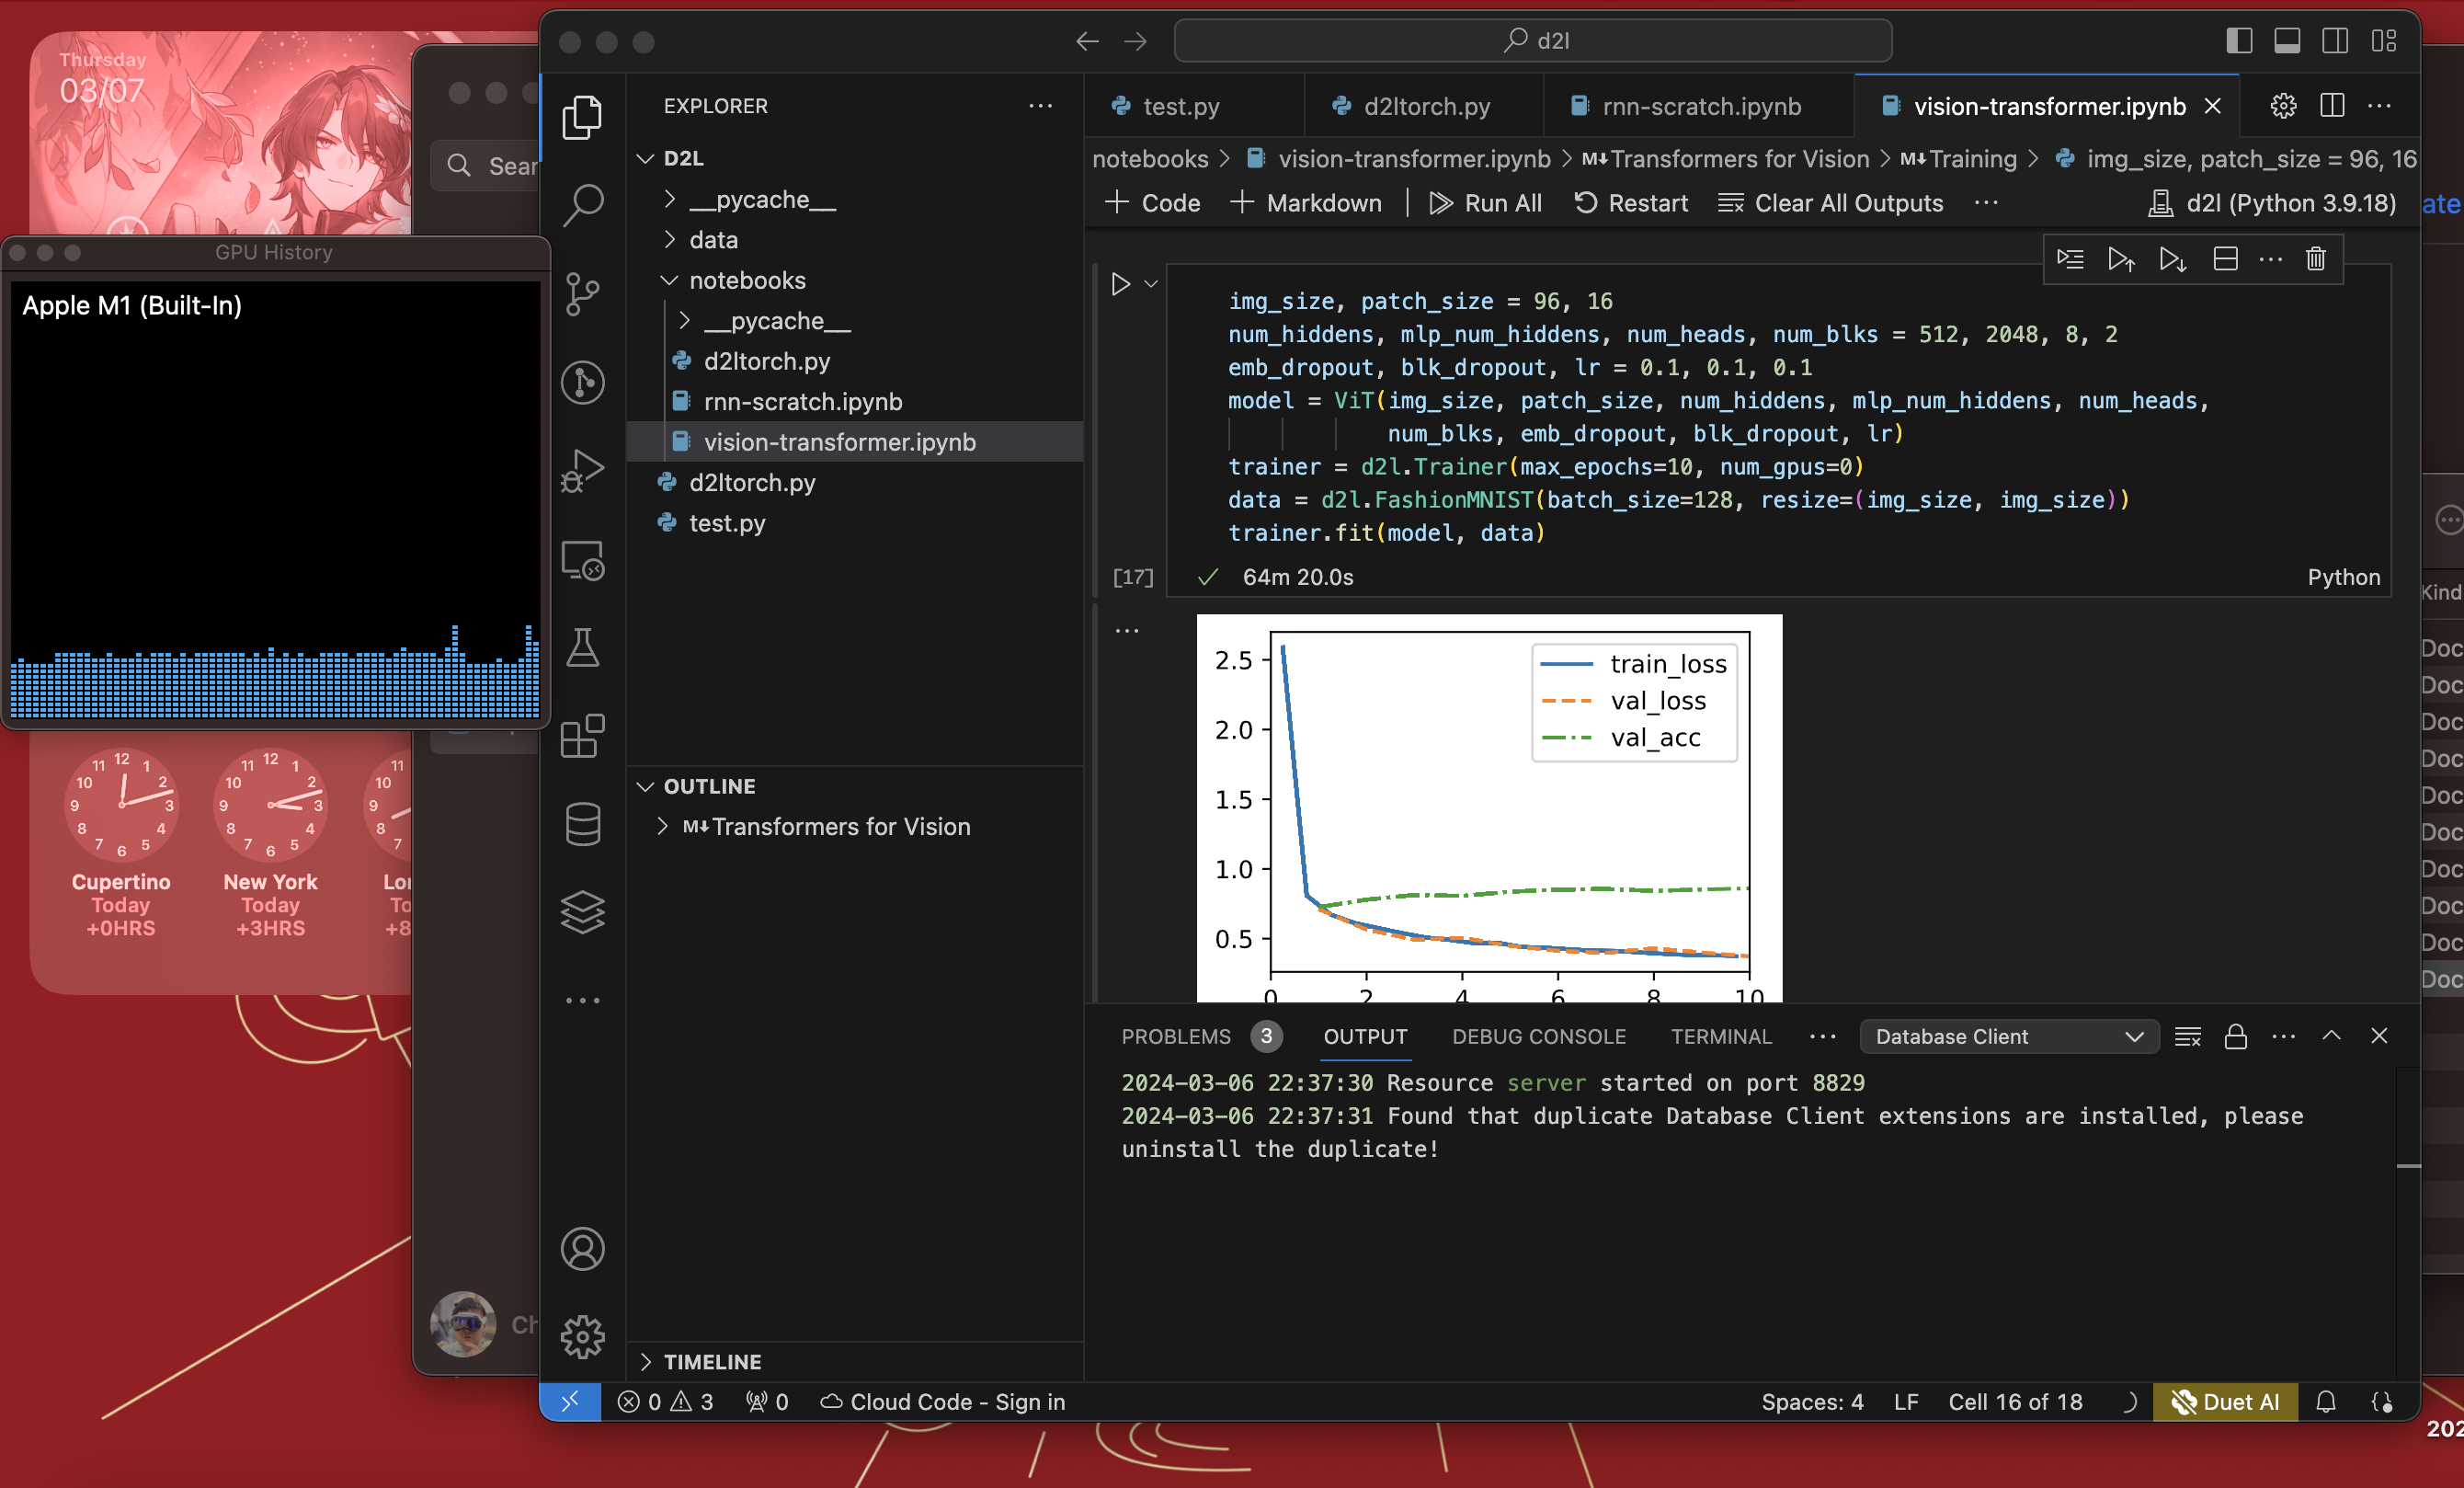 Thursday
03/07
Sear
GPU History
Apple M1 (Built-In)
12
11 1
10 2
9 3
8 4
7 5
6
12
11 1
10 2
9 3
8 4
7 5
6
11
10
9
8
7
Cupertino
Today
+0HRS
New York
Today
+3HRS
Lo
To
+8
Ch
d2l
EXPLORER
D2L
__pycache__
data
notebooks
__pycache__
d2ltorch.py
rnn-scratch.ipynb
vision-transformer.ipynb
d2ltorch.py
test.py
OUTLINE
M↓Transformers for Vision
TIMELINE
test.py
d2ltorch.py
rnn-scratch.ipynb
vision-transformer.ipynb
notebooks > vision-transformer.ipynb > M↓Transformers for Vision > M↓Training > img_size, patch_size = 96, 16
+ Code + Markdown | Run All Restart Clear All Outputs ··· d2l (Python 3.9.18)
img_size, patch_size = 96, 16
num_hiddens, mlp_num_hiddens, num_heads, num_blks = 512, 2048, 8, 2
emb_dropout, blk_dropout, lr = 0.1, 0.1, 0.1
model = ViT(img_size, patch_size, num_hiddens, mlp_num_hiddens, num_heads,
num_blks, emb_dropout, blk_dropout, lr)
trainer = d2l.Trainer(max_epochs=10, num_gpus=0)
data = d2l.FashionMNIST(batch_size=128, resize=(img_size, img_size))
trainer.fit(model, data)
[17] 64m 20.0s Python
train_loss
val_loss
val_acc
2.5
2.0
1.5
1.0
0.5
0 2 4 6 8 10
PROBLEMS 3 OUTPUT DEBUG CONSOLE TERMINAL ··· Database Client
2024-03-06 22:37:30 Resource server started on port 8829
2024-03-06 22:37:31 Found that duplicate Database Client extensions are installed, please
uninstall the duplicate!
0 3 0 Cloud Code - Sign in Spaces: 4 LF Cell 16 of 18 Duet AI
ate
Kind
Doc
Doc
Doc
Doc
Doc
Doc
Doc
Doc
Doc
Doc
202